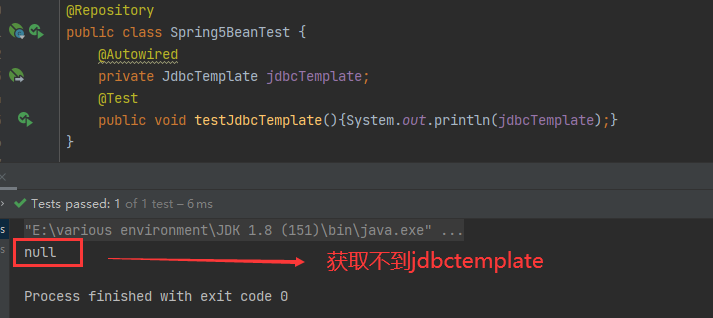 @Repository
public class Spring5BeanTest {
@Autowired
private JdbcTemplate jdbcTemplate;
@Test
public void testJdbcTemplate(){System.out.println(jdbcTemplate);}
}
Tests passed: 1 of 1 test – 6 ms
"E:\various environment\JDK 1.8 (151)\bin\java.exe" ...
null
获取不到jdbctemplate
Process finished with exit code 0